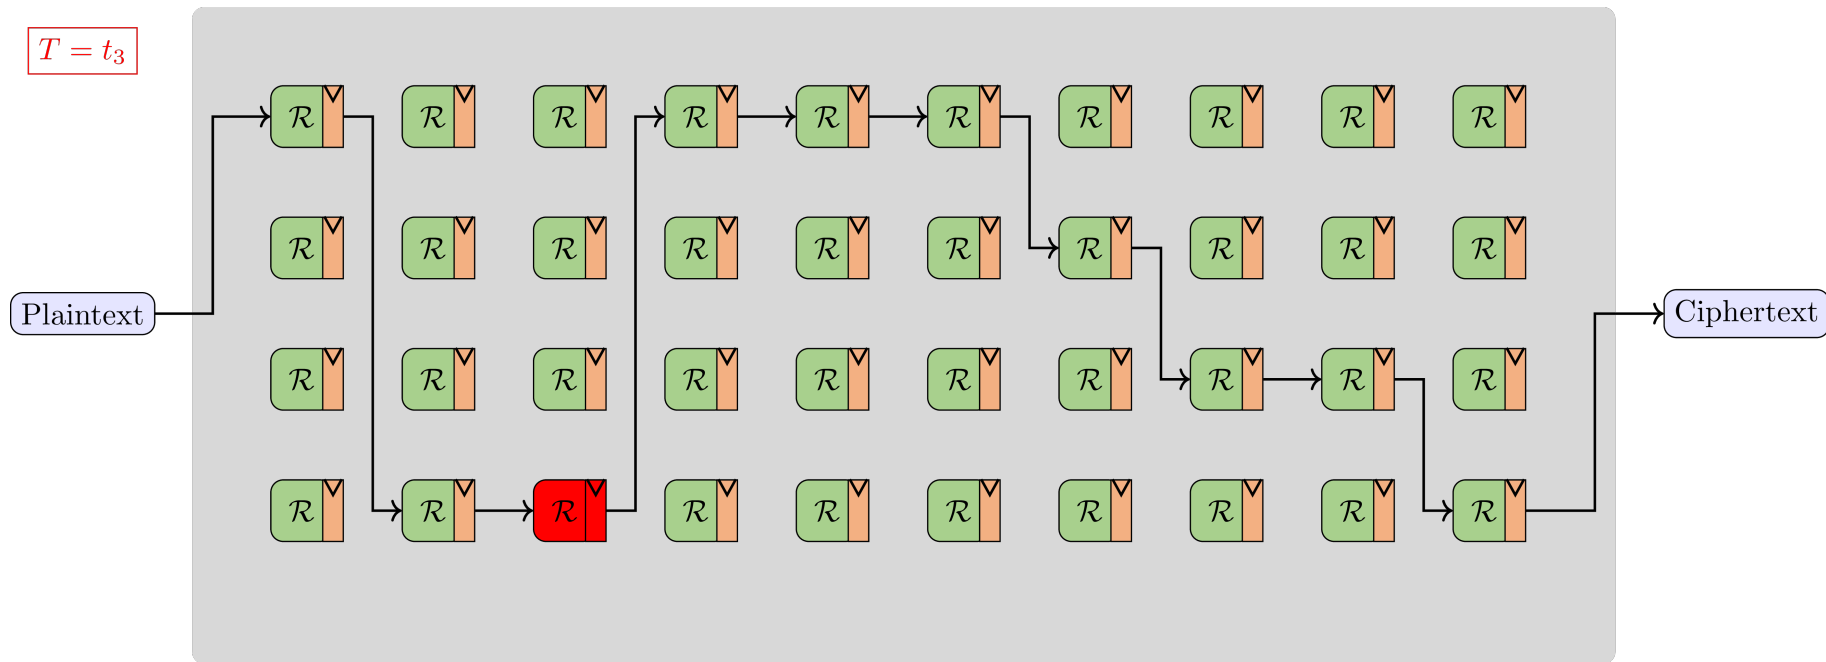 T = t₃
ℛ ℛ ℛ ℛ ℛ ℛ ℛ ℛ ℛ ℛ
ℛ ℛ ℛ ℛ ℛ ℛ ℛ ℛ ℛ ℛ
Plaintext
Ciphertext
ℛ ℛ ℛ ℛ ℛ ℛ ℛ ℛ ℛ ℛ
ℛ ℛ ℛ ℛ ℛ ℛ ℛ ℛ ℛ ℛ